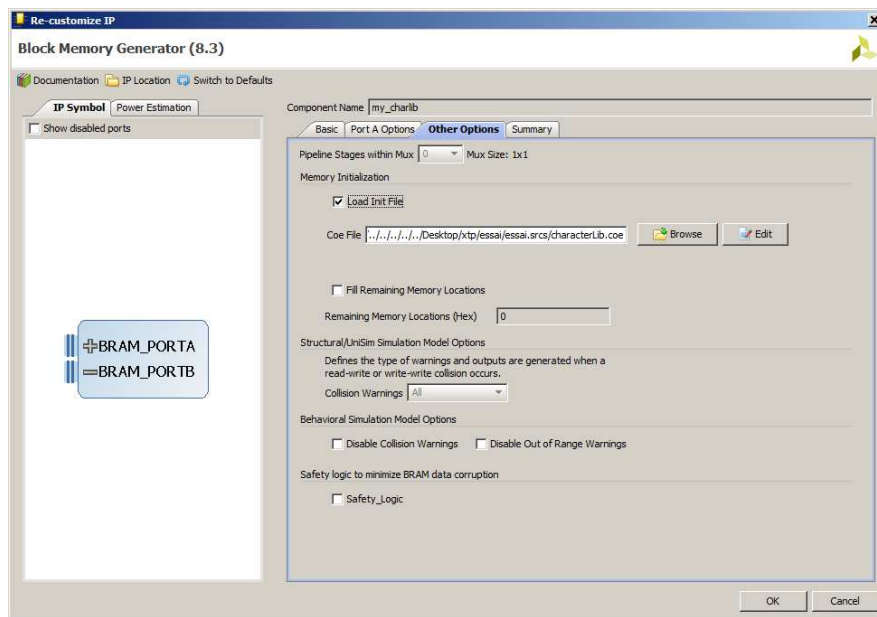 Re-customize IP
Block Memory Generator (8.3)
Documentation IP Location Switch to Defaults
IP Symbol Power Estimation
Show disabled ports
BRAM_PORTA
BRAM_PORTB
Component Name my_charlib
Basic Port A Options Other Options Summary
Pipeline Stages within Mux 0 Mux Size: 1x1
Memory Initialization
Load Init File
Coe File ../../../../../Desktop/xtp/essai/essai.srcs/characterLib.coe Browse Edit
Fill Remaining Memory Locations
Remaining Memory Locations (Hex) 0
Structural/UniSim Simulation Model Options
Defines the type of warnings and outputs are generated when a
read-write or write-write collision occurs.
Collision Warnings All
Behavioral Simulation Model Options
Disable Collision Warnings Disable Out of Range Warnings
Safety logic to minimize BRAM data corruption
Safety_Logic
OK Cancel